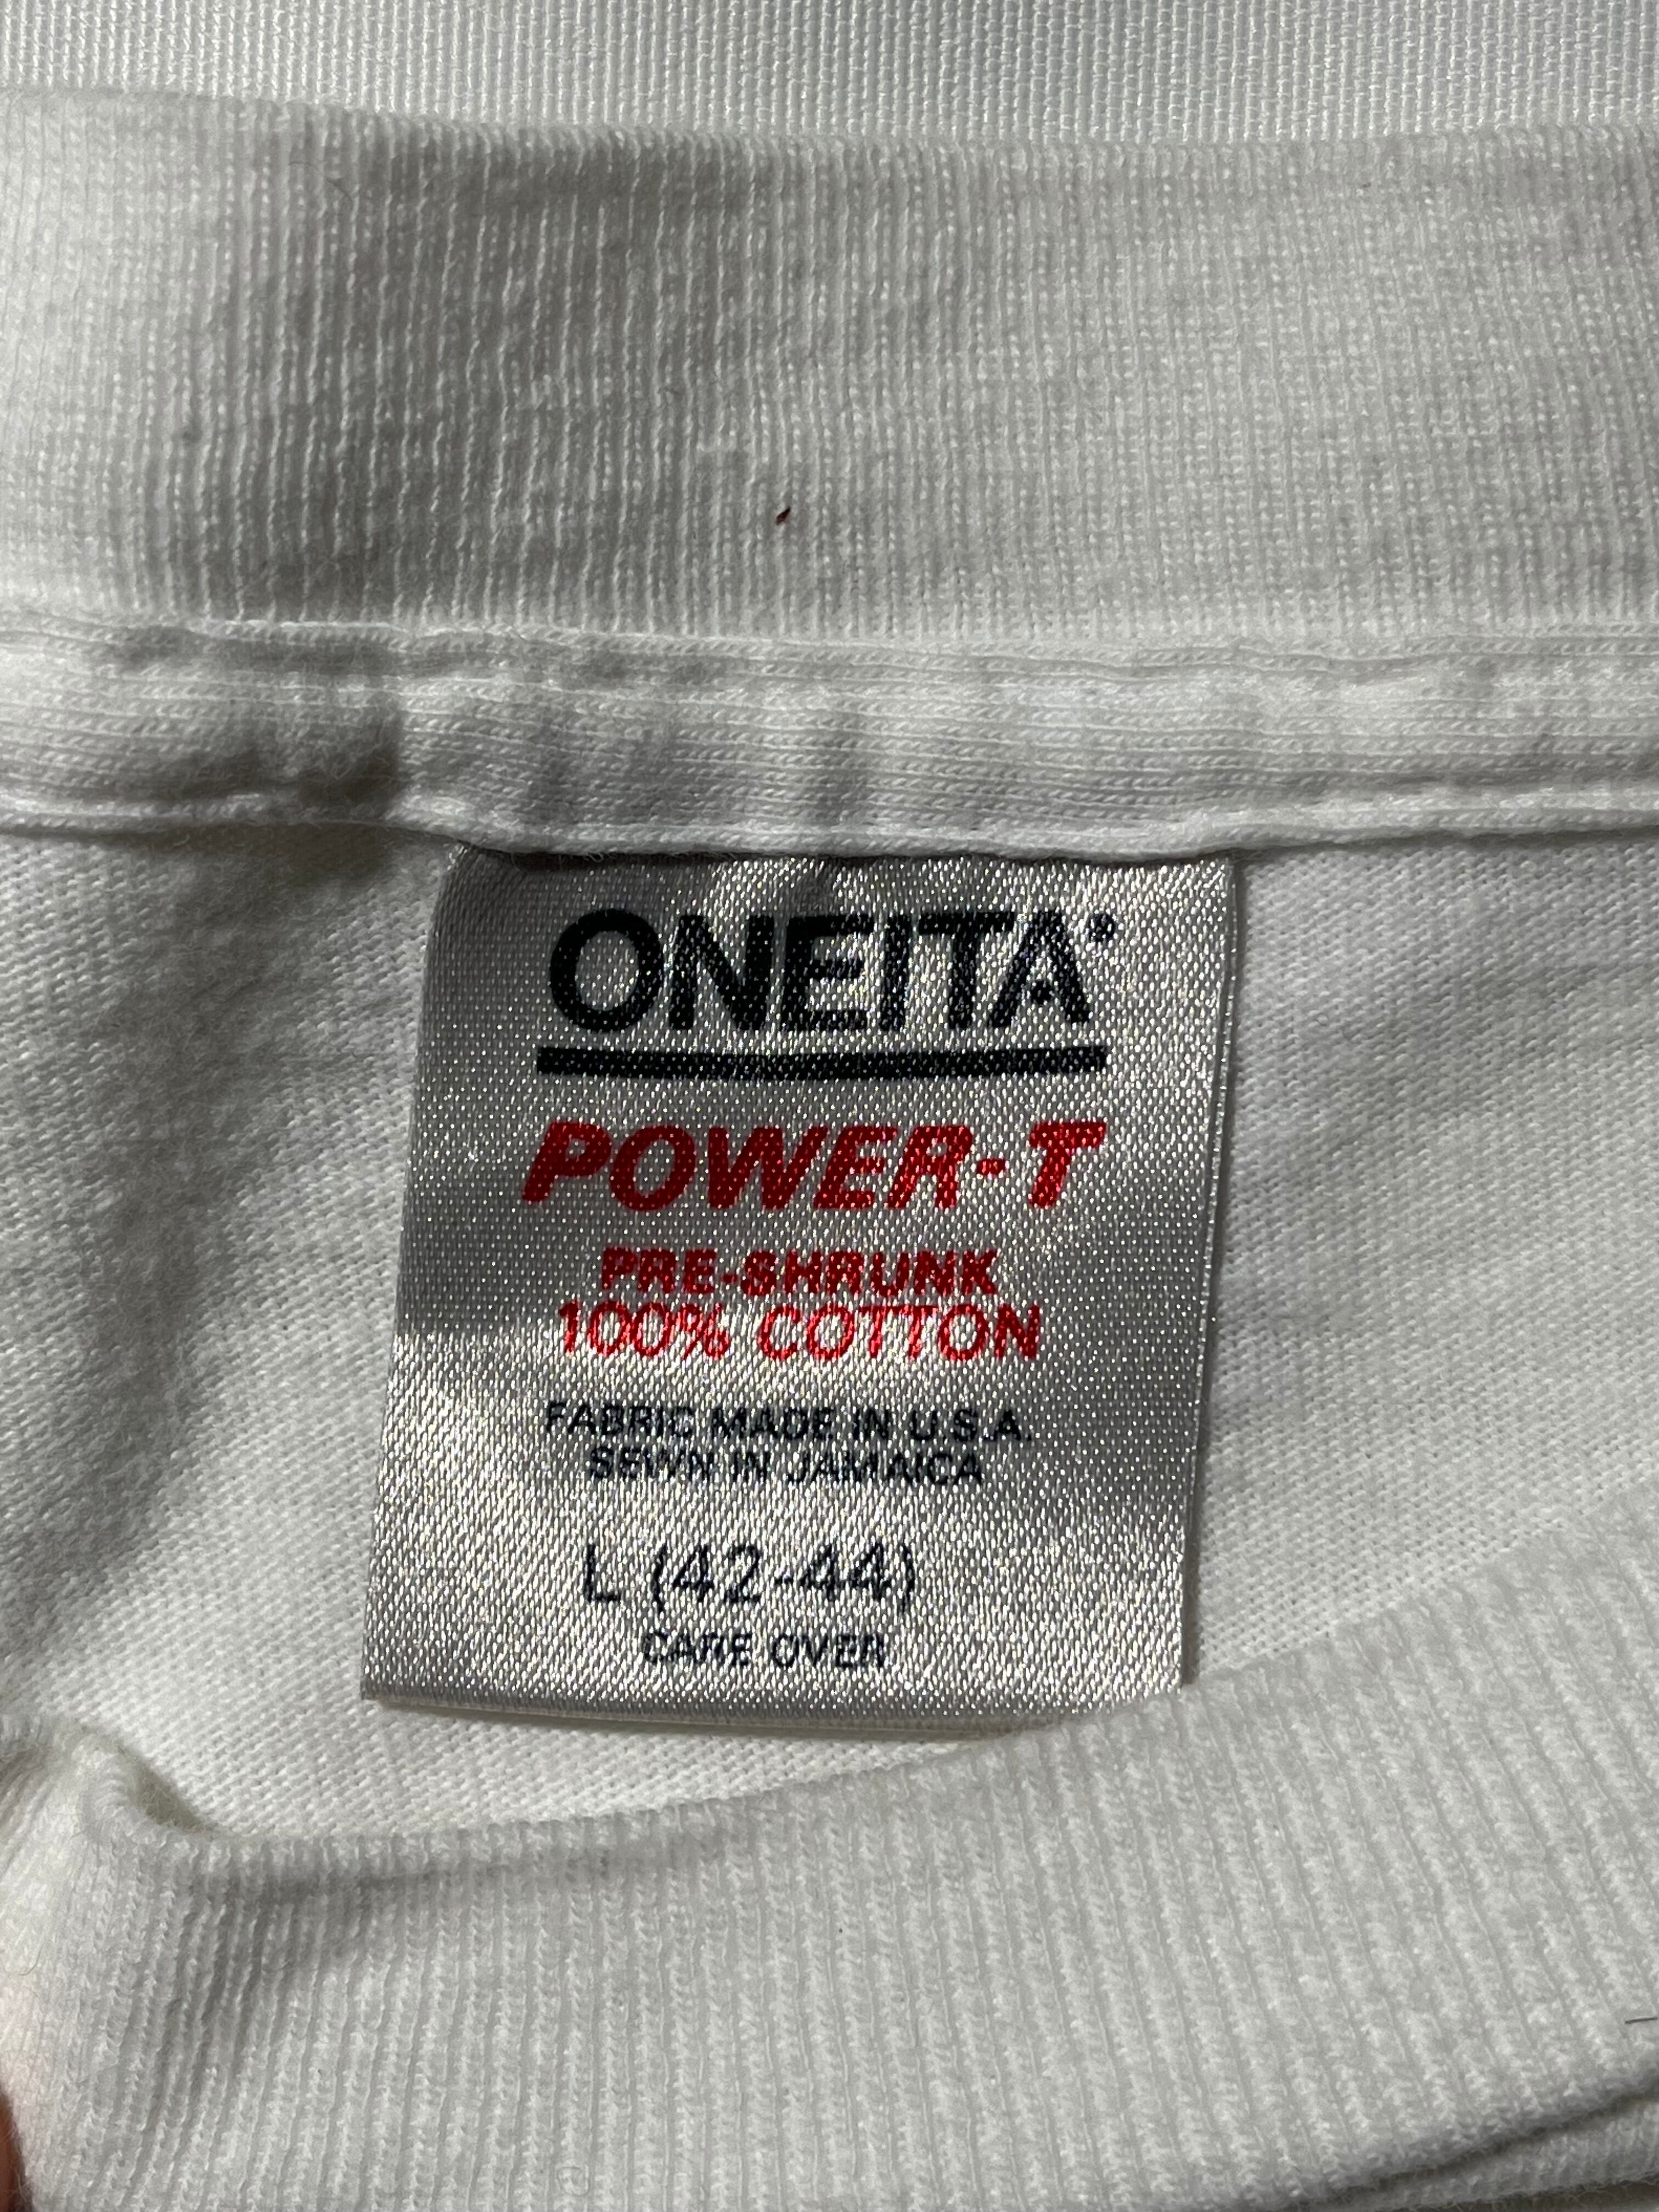 ONEITA®
POWER-T
PRE-SHRUNK
100% COTTON
FABRIC MADE IN U.S.A.
SEWN IN JAMAICA
L (42-44)
CARE OVER